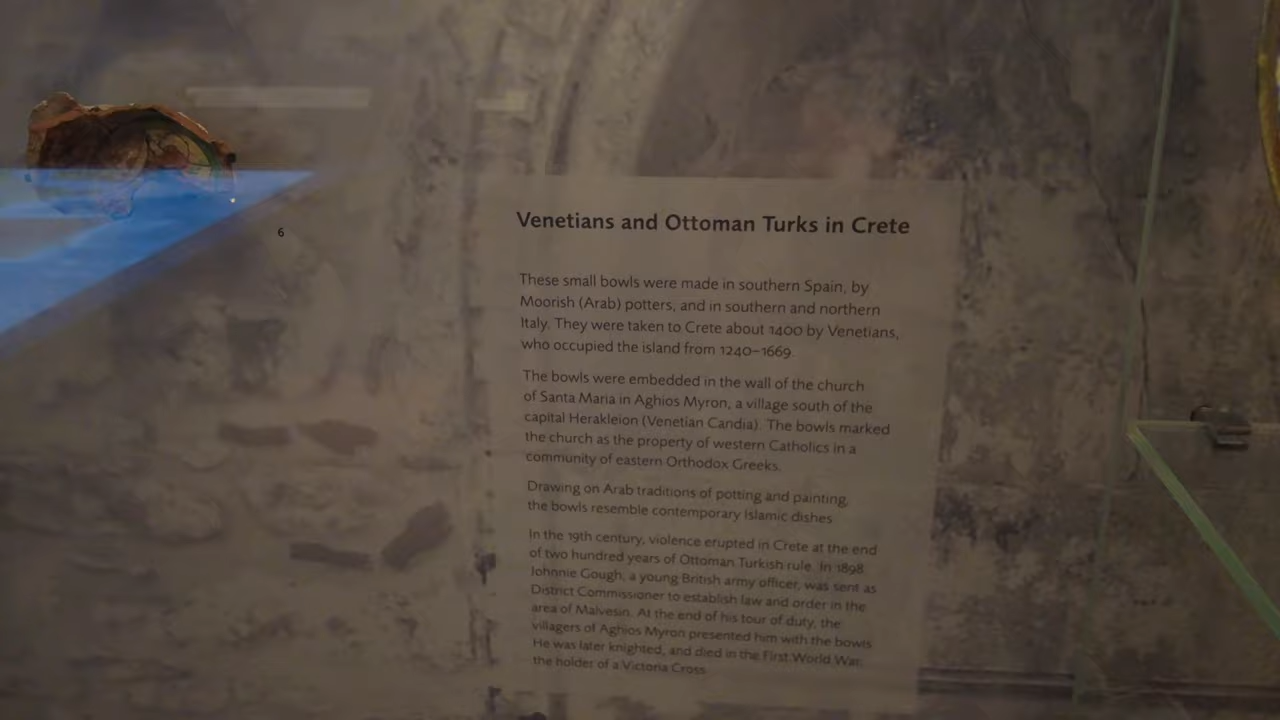 6
Venetians and Ottoman Turks in Crete
These small bowls were made in southern Spain, by
Moorish (Arab) potters, and in southern and northern
Italy. They were taken to Crete about 1400 by Venetians,
who occupied the island from 1240–1669.
The bowls were embedded in the wall of the church
of Santa Maria in Aghios Myron, a village south of the
capital Herakleion (Venetian Candia). The bowls marked
the church as the property of western Catholics in a
community of eastern Orthodox Greeks.
Drawing on Arab traditions of potting and painting,
the bowls resemble contemporary Islamic dishes.
In the 19th century, violence erupted in Crete at the end
of two hundred years of Ottoman Turkish rule. In 1898
Johnnie Gough, a young British army officer, was sent as
District Commissioner to establish law and order in the
area of Malvesin. At the end of his tour of duty, the
villagers of Aghios Myron presented him with the bowls.
He was later knighted, and died in the First World War,
the holder of a Victoria Cross.